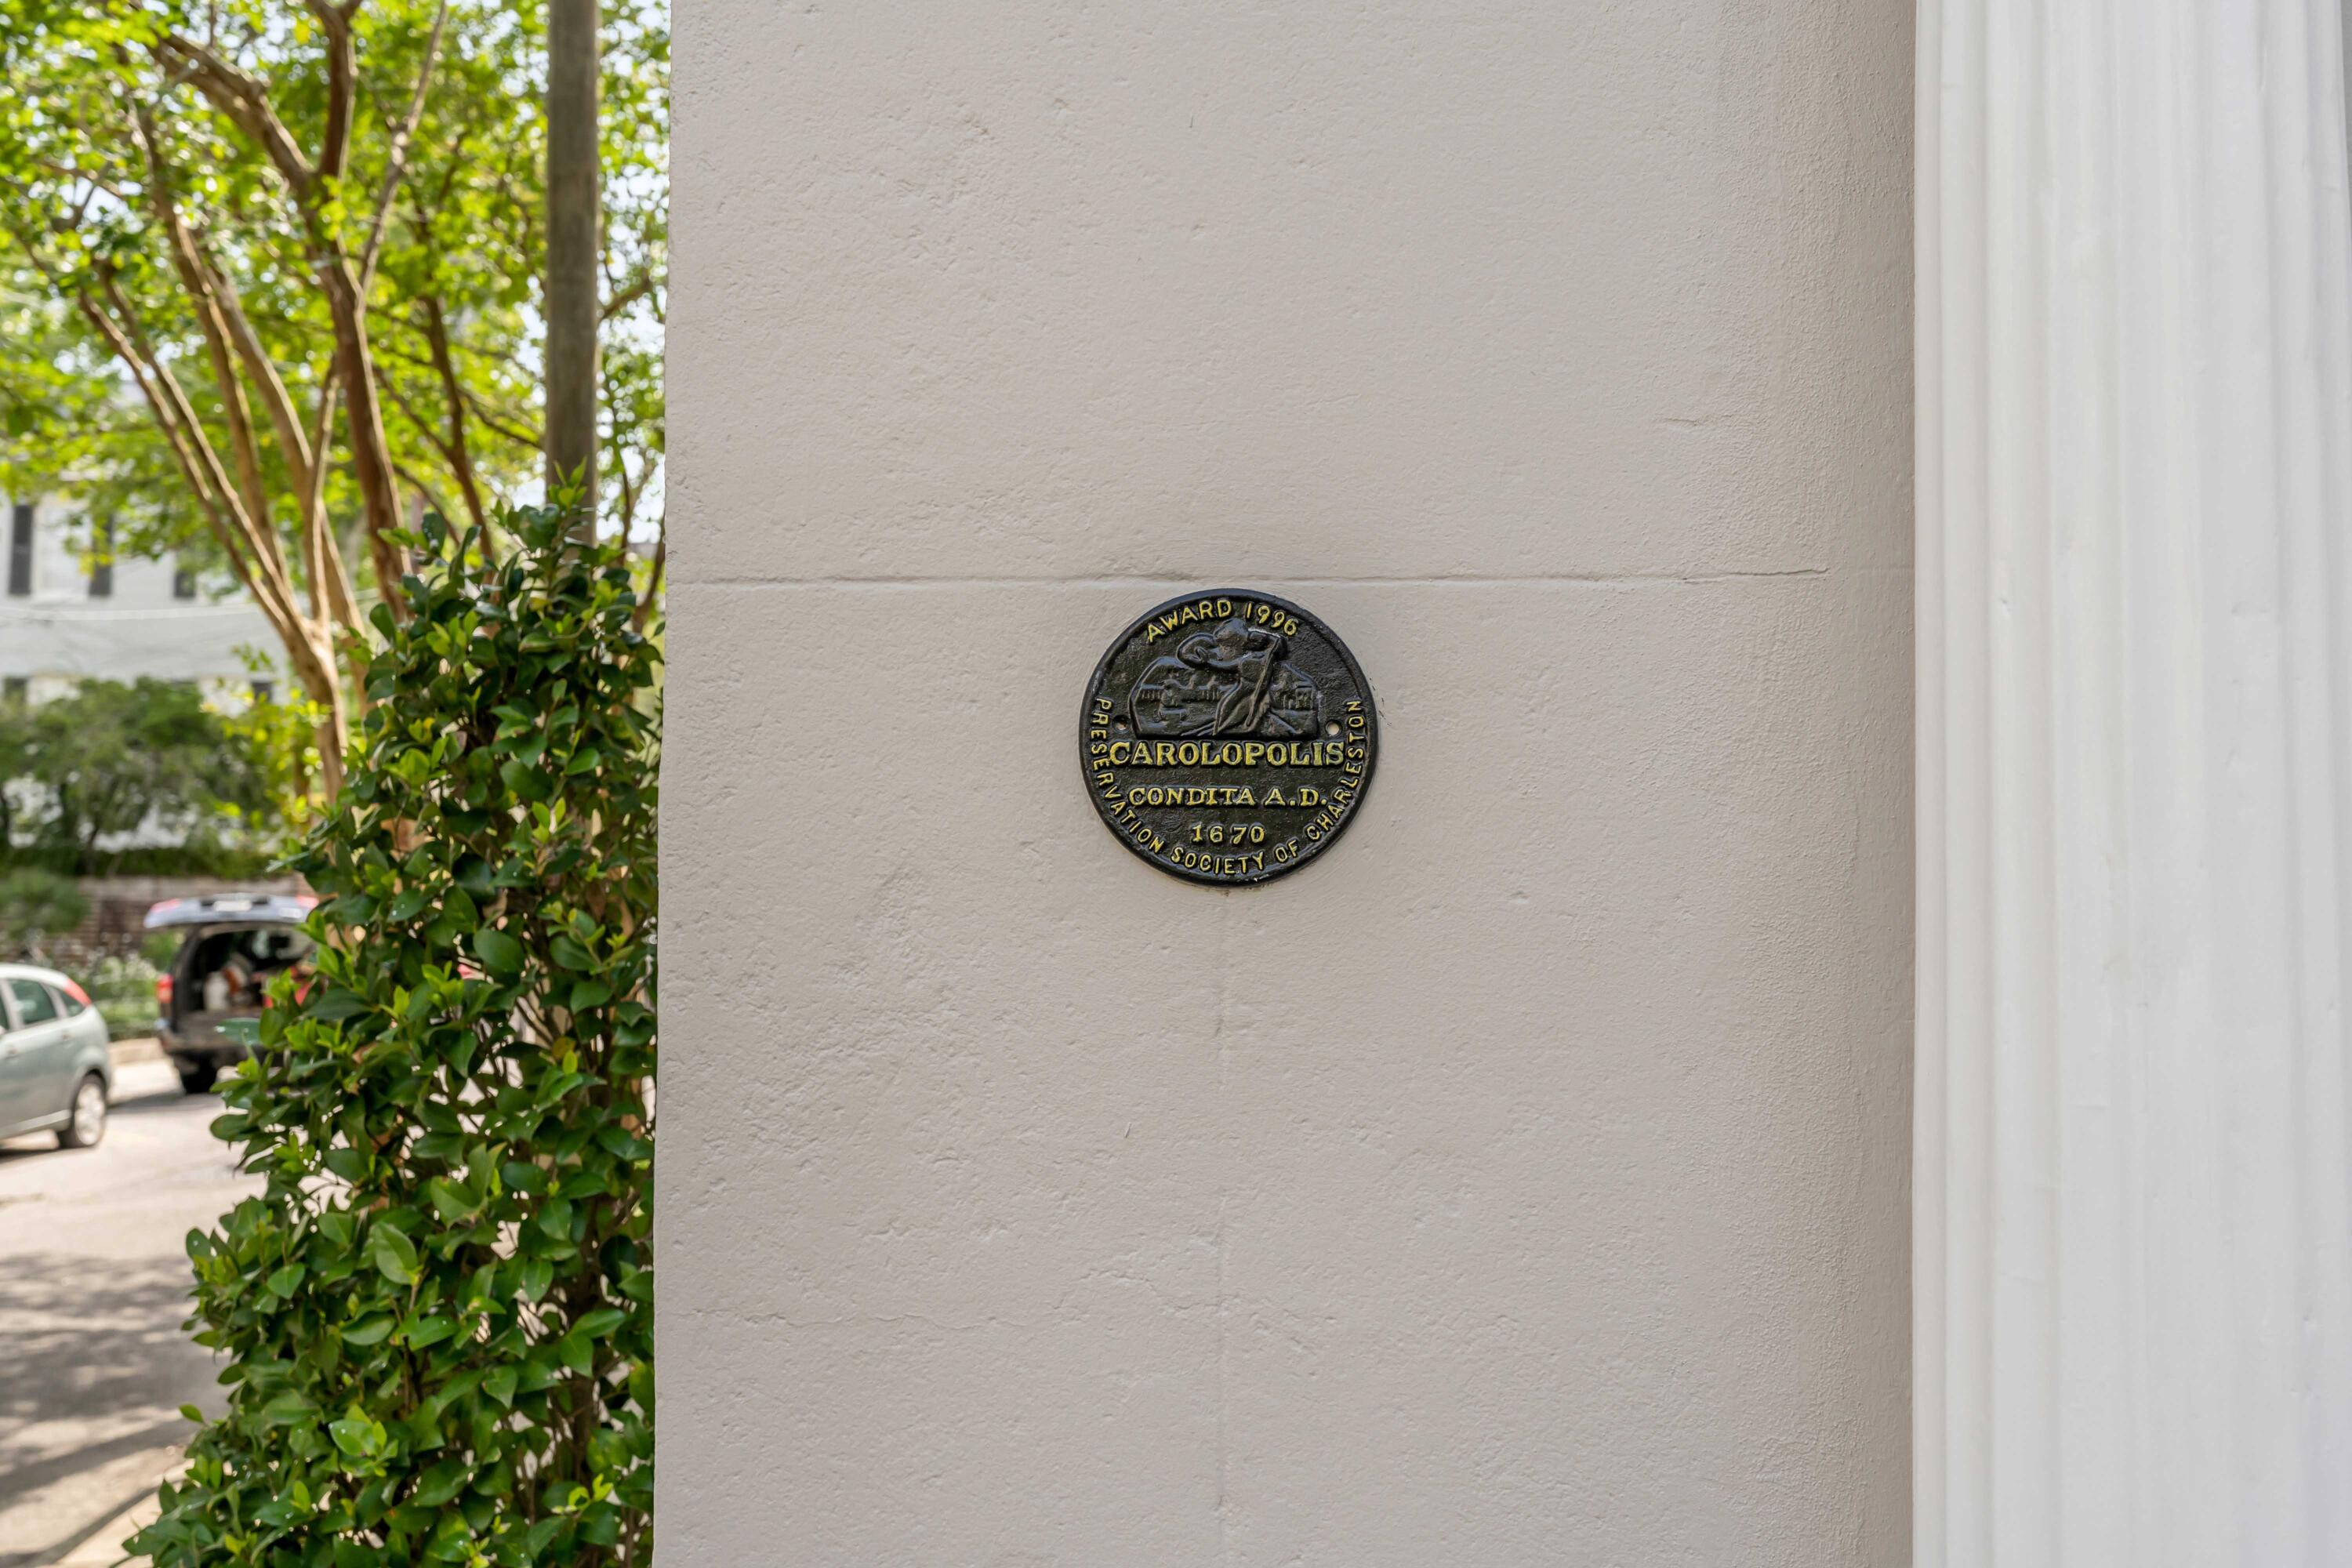 AWARD 1996
CAROLOPOLIS
CONDITA A.D.
1670
PRESERVATION SOCIETY OF CHARLESTON